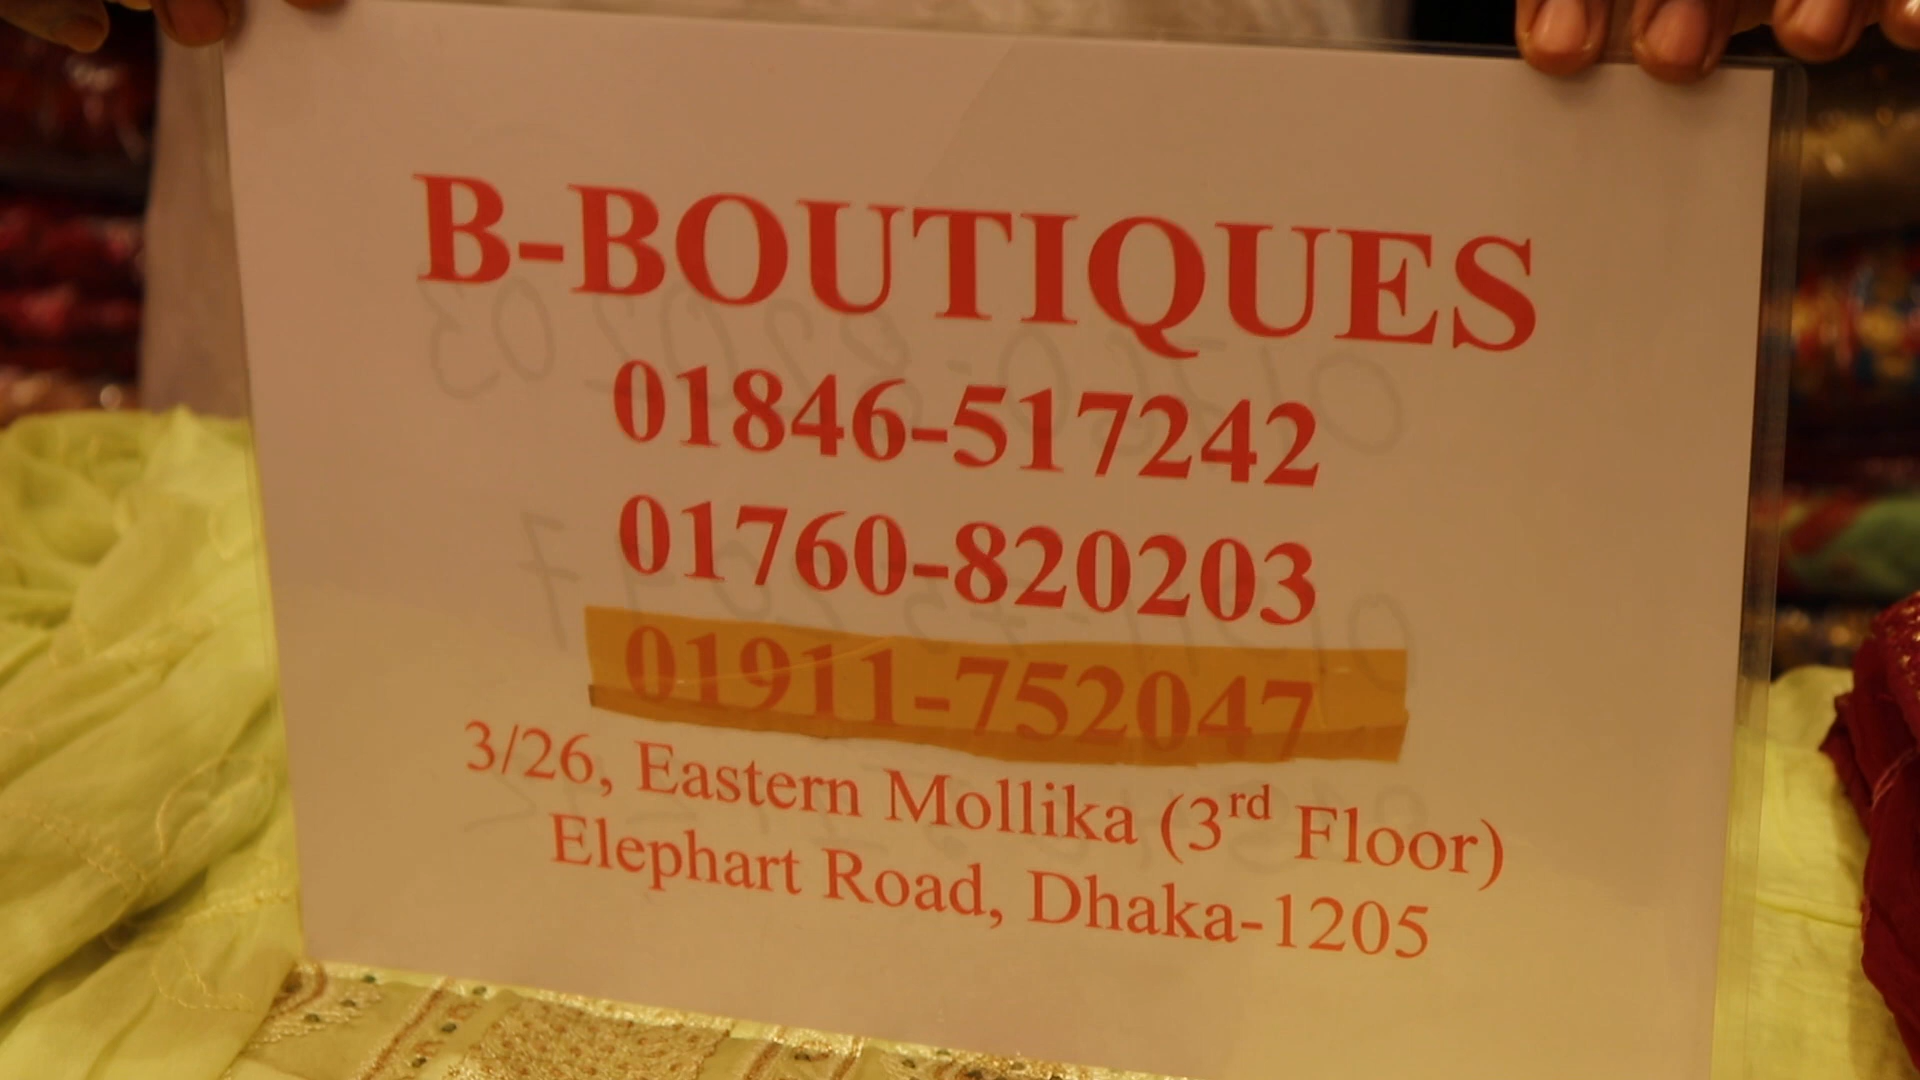 B-BOUTIQUES
01846-517242
01760-820203
01911-752047
3/26, Eastern Mollika (3rd Floor)
Elephart Road, Dhaka-1205